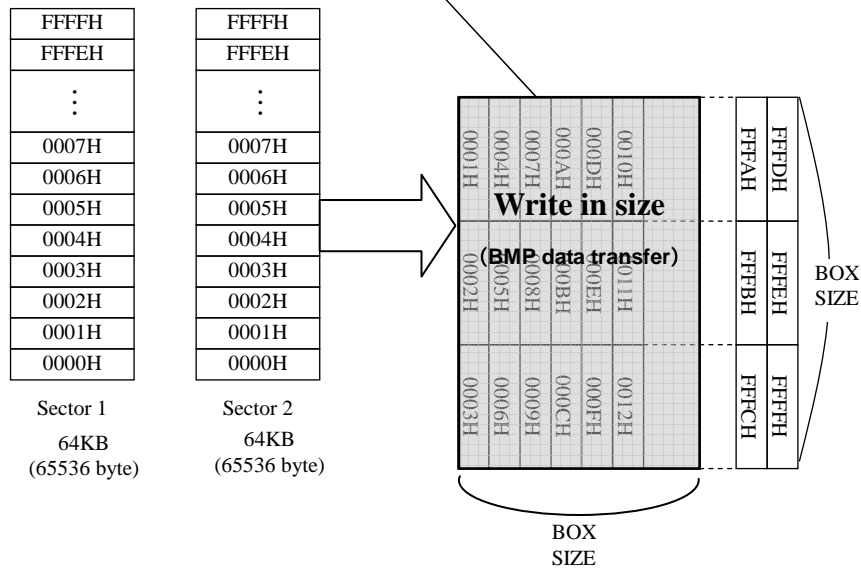 FFFFH
FFFEH
⋮
0007H
0006H
0005H
0004H
0003H
0002H
0001H
0000H
Sector 1
64KB
(65536 byte)
FFFFH
FFFEH
⋮
0007H
0006H
0005H
0004H
0003H
0002H
0001H
0000H
Sector 2
64KB
(65536 byte)
0001H
0004H
0007H
000AH
000DH
0010H
Write in size
(BMP data transfer)
0002H
0005H
0008H
000BH
000EH
0011H
0003H
0006H
0009H
000CH
000FH
0012H
FFFAH
FFFDH
FFFBH
FFFEH
FFFCH
FFFFH
BOX
SIZE
BOX
SIZE